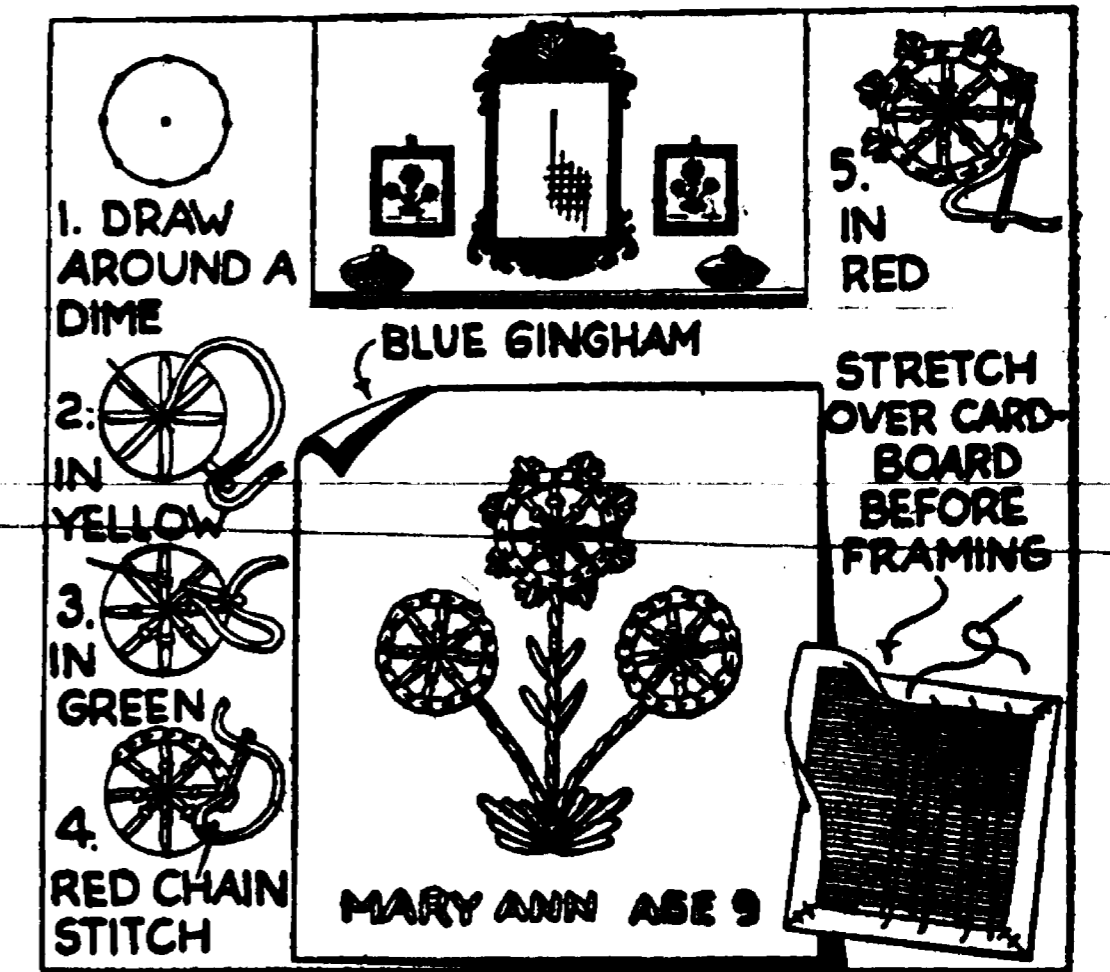 1. DRAW
AROUND A
DIME
2.
IN
YELLOW
3.
IN
GREEN
4.
RED CHAIN
STITCH
BLUE GINGHAM
MARY ANN AGE 9
5.
IN
RED
STRETCH
OVER CARD-
BOARD
BEFORE
FRAMING